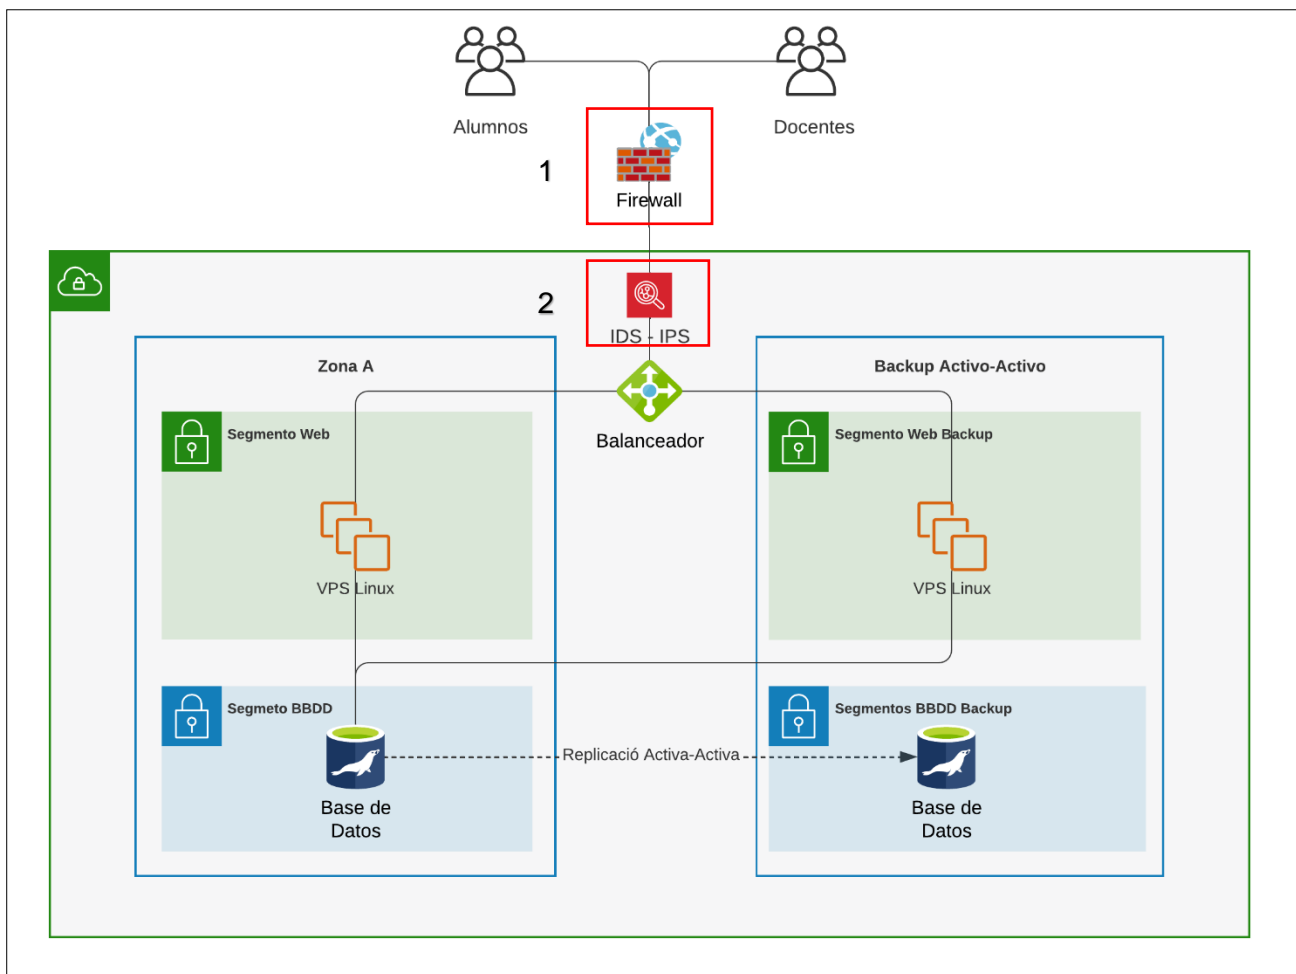 Alumnos
Docentes
1
Firewall
2
IDS - IPS
Zona A
Backup Activo-Activo
Segmento Web
Balanceador
Segmento Web Backup
VPS Linux
VPS Linux
Segmeto BBDD
Segmentos BBDD Backup
Replicació Activa-Activa
Base de
Datos
Base de
Datos